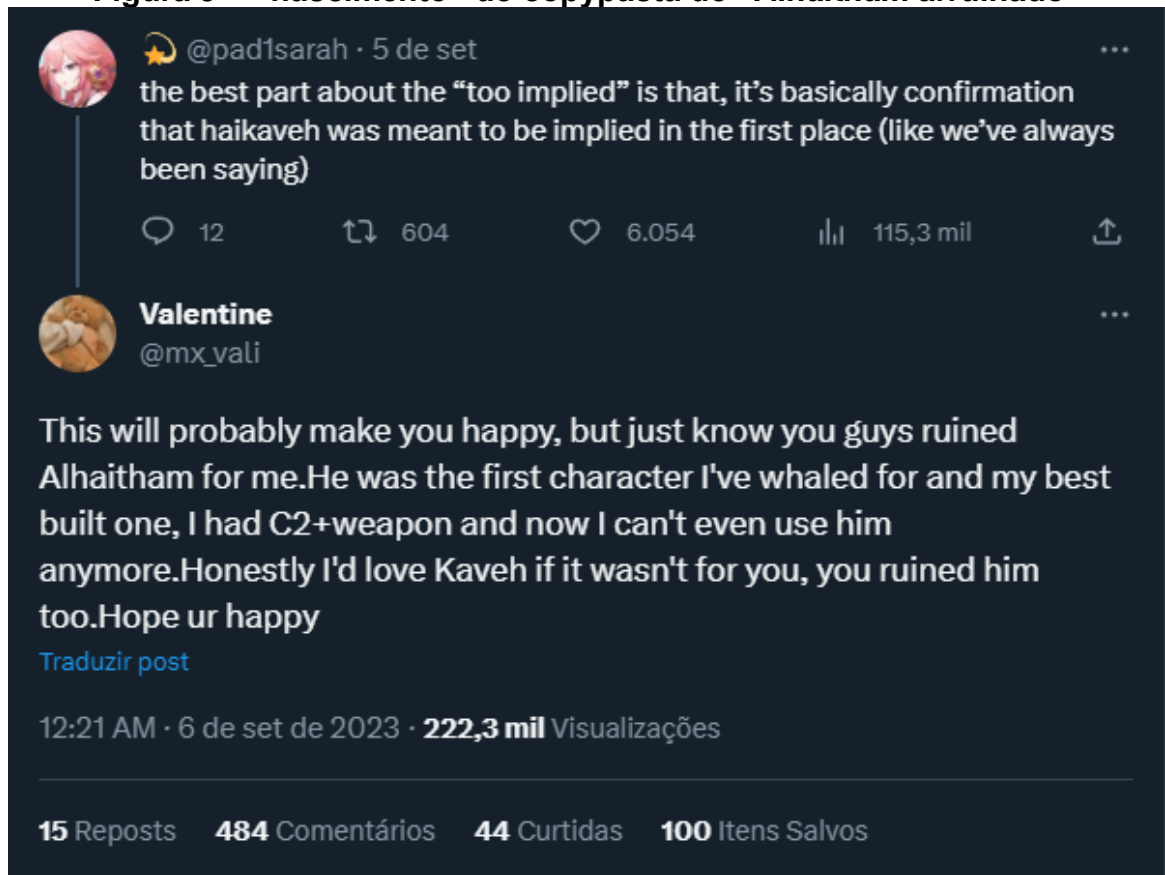 @pad1sarah · 5 de set
the best part about the “too implied” is that, it’s basically confirmation
that haikaveh was meant to be implied in the first place (like we’ve always
been saying)
12 604 6.054 115,3 mil
Valentine
@mx_vali
This will probably make you happy, but just know you guys ruined
Alhaitham for me.He was the first character I've whaled for and my best
built one, I had C2+weapon and now I can't even use him
anymore.Honestly I'd love Kaveh if it wasn't for you, you ruined him
too.Hope ur happy
Traduzir post
12:21 AM · 6 de set de 2023 · 222,3 mil Visualizações
15 Reposts 484 Comentários 44 Curtidas 100 Itens Salvos